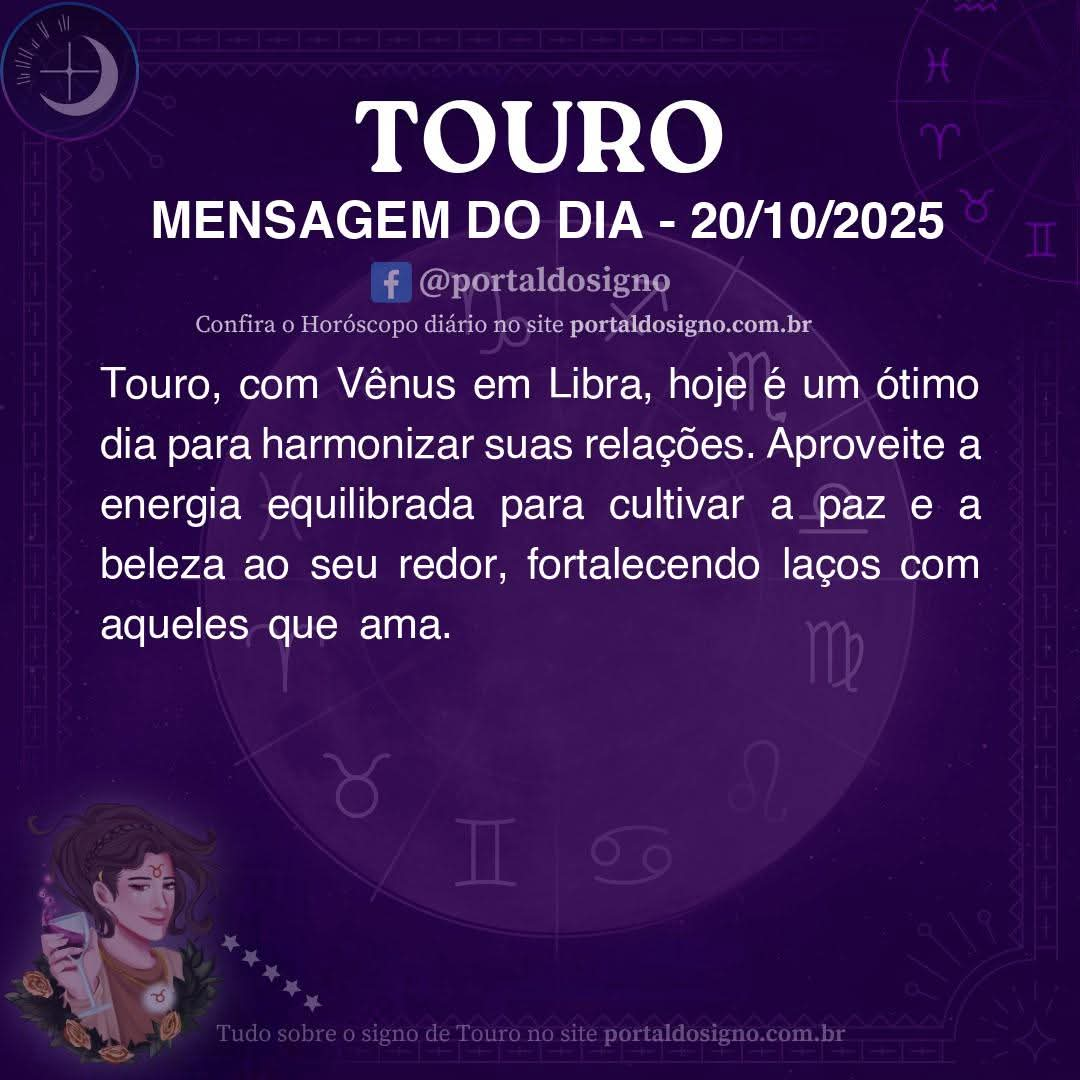 TOURO
MENSAGEM DO DIA - 20/10/2025
@portaldosigno
Confira o Horóscopo diário no site portaldosigno.com.br
Touro, com Vênus em Libra, hoje é um ótimo
dia para harmonizar suas relações. Aproveite a
energia equilibrada para cultivar a paz e a
beleza ao seu redor, fortalecendo laços com
aqueles que ama.
Tudo sobre o signo de Touro no site portaldosigno.com.br